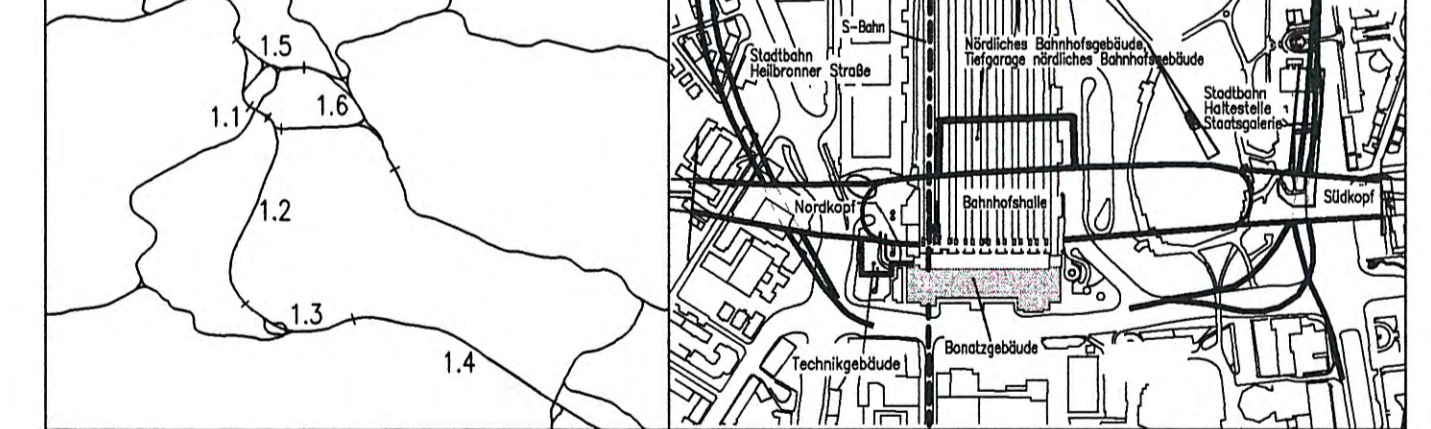 1.5
1.1
1.6
1.2
1.3
1.4
S-Bahn
Stadtbahn
Heilbronner Straße
Nördliches Bahnhofsgebäude,
Tiefgarage nördliches Bahnhofsgebäude
Stadtbahn
Haltestelle
Staatsgalerie
Nordkopf
Bahnhofshalle
Südkopf
Technikgebäude
Bonatzgebäude